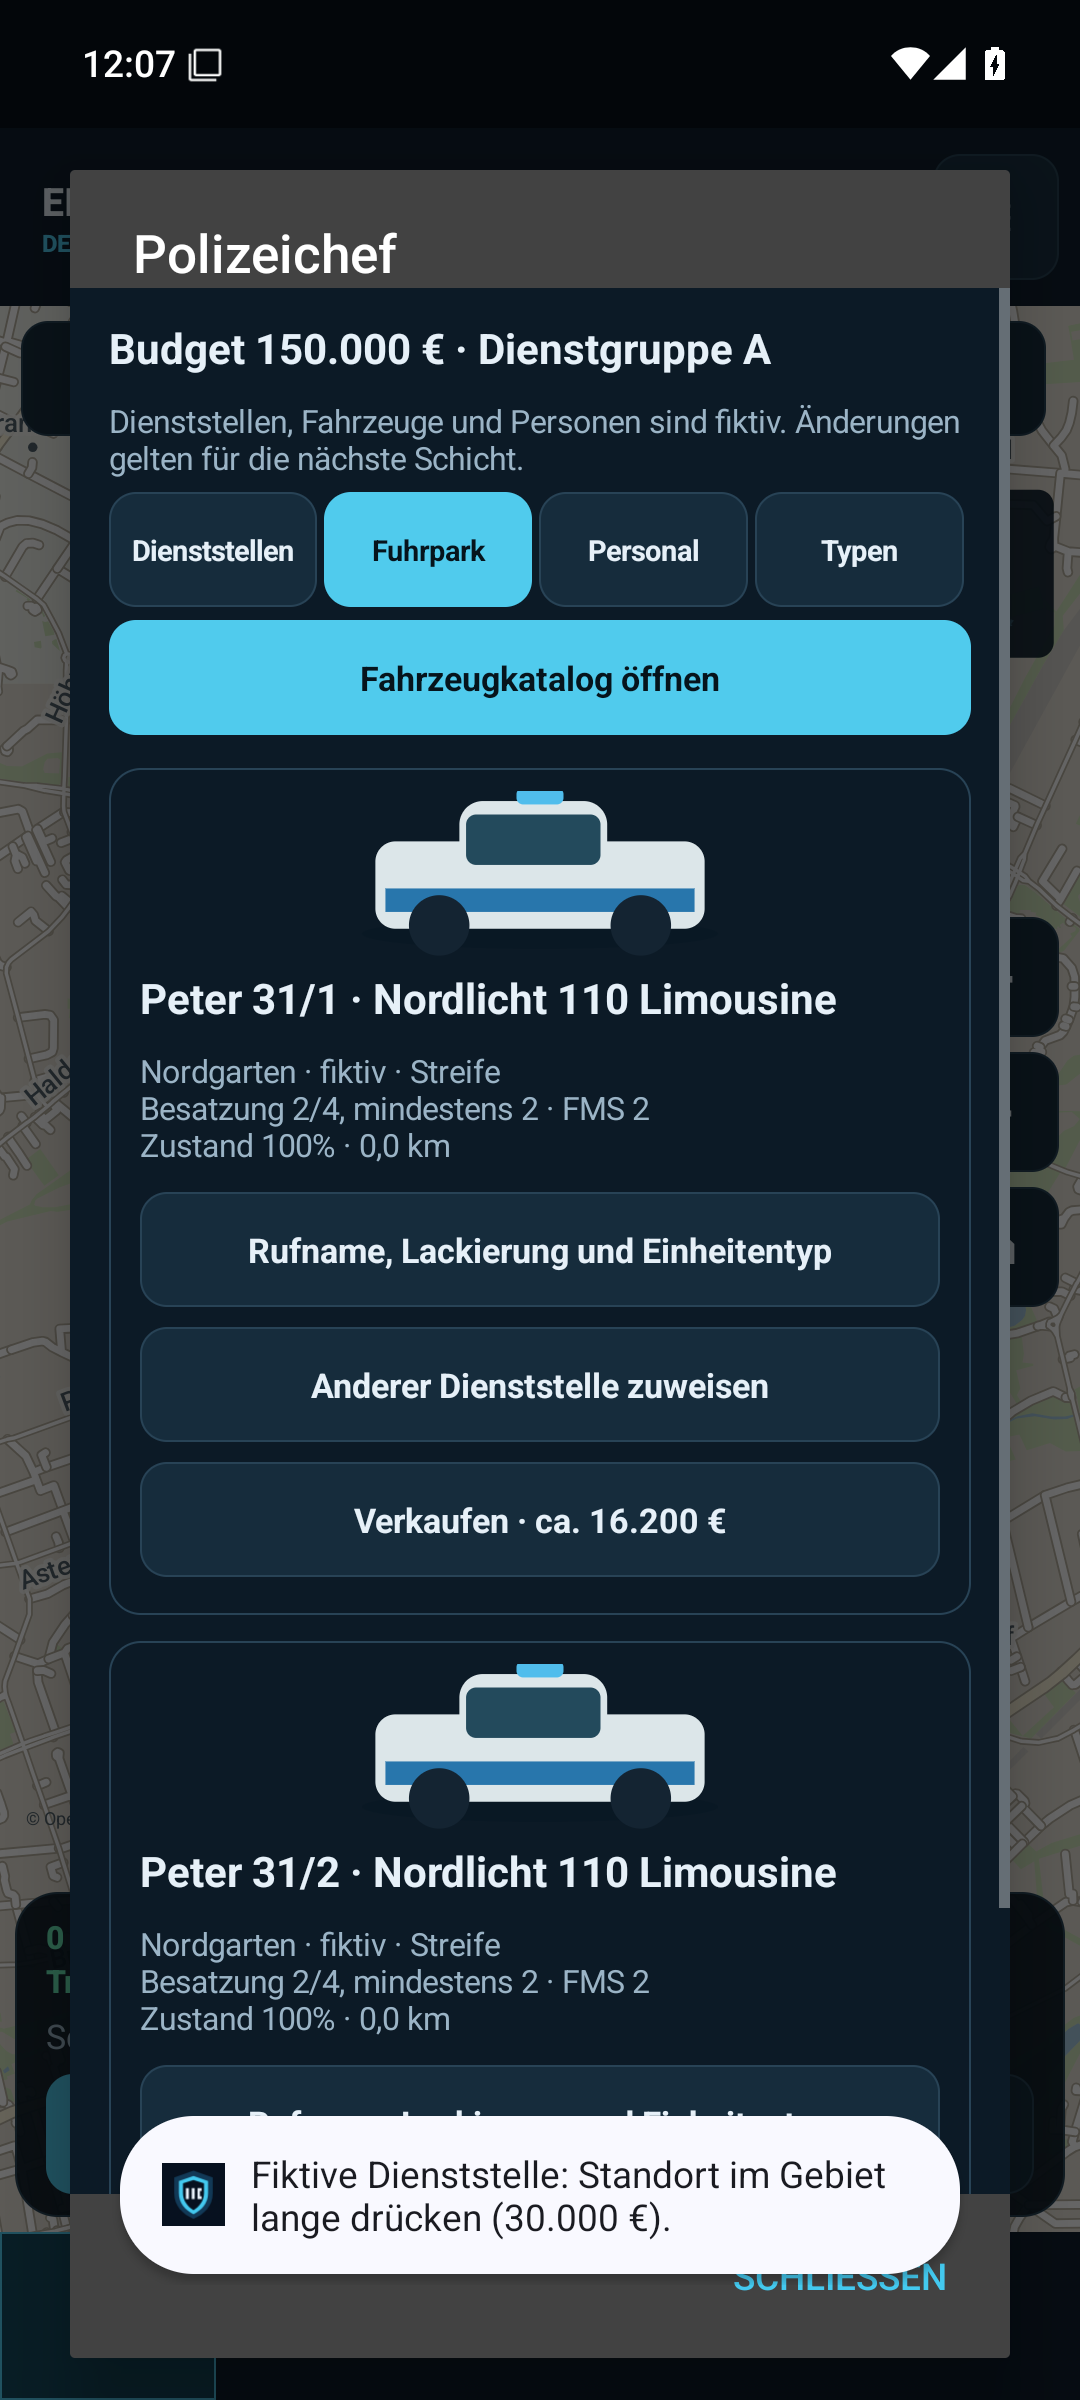 12:07
Polizeichef
Budget 150.000 € · Dienstgruppe A
Dienststellen, Fahrzeuge und Personen sind fiktiv. Änderungen
gelten für die nächste Schicht.
Dienststellen
Fuhrpark
Personal
Typen
Fahrzeugkatalog öffnen
Peter 31/1 · Nordlicht 110 Limousine
Nordgarten · fiktiv · Streife
Besatzung 2/4, mindestens 2 · FMS 2
Zustand 100% · 0,0 km
Rufname, Lackierung und Einheitentyp
Anderer Dienststelle zuweisen
Verkaufen · ca. 16.200 €
Peter 31/2 · Nordlicht 110 Limousine
Nordgarten · fiktiv · Streife
Besatzung 2/4, mindestens 2 · FMS 2
Zustand 100% · 0,0 km
Fiktive Dienststelle: Standort im Gebiet
lange drücken (30.000 €).
SCHLIESSEN